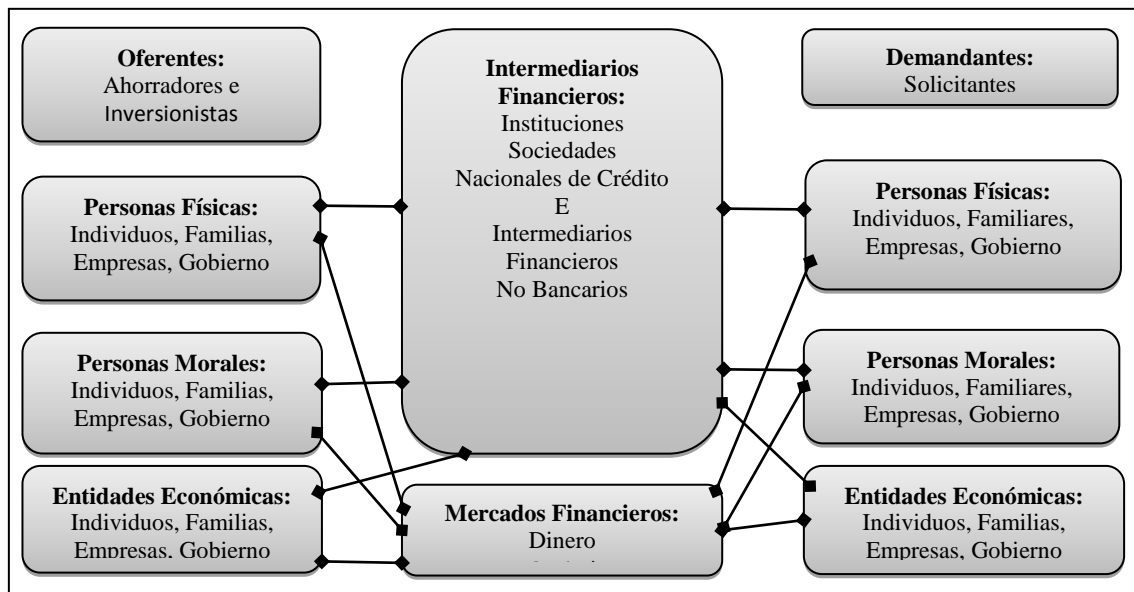 Oferentes:
Ahorradores e
Inversionistas
Personas Físicas:
Individuos, Familias,
Empresas, Gobierno
Personas Morales:
Individuos, Familias,
Empresas, Gobierno
Entidades Económicas:
Individuos, Familias,
Empresas, Gobierno
Intermediarios
Financieros:
Instituciones
Sociedades
Nacionales de Crédito
E
Intermediarios
Financieros
No Bancarios
Mercados Financieros:
Dinero
Demandantes:
Solicitantes
Personas Físicas:
Individuos, Familiares,
Empresas, Gobierno
Personas Morales:
Individuos, Familiares,
Empresas, Gobierno
Entidades Económicas:
Individuos, Familias,
Empresas, Gobierno